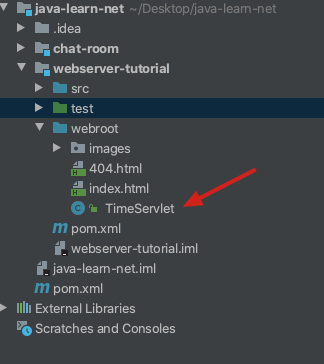 java-learn-net ~/Desktop/java-learn-net
.idea
chat-room
webserver-tutorial
src
test
webroot
images
404.html
index.html
TimeServlet
pom.xml
webserver-tutorial.iml
java-learn-net.iml
pom.xml
External Libraries
Scratches and Consoles